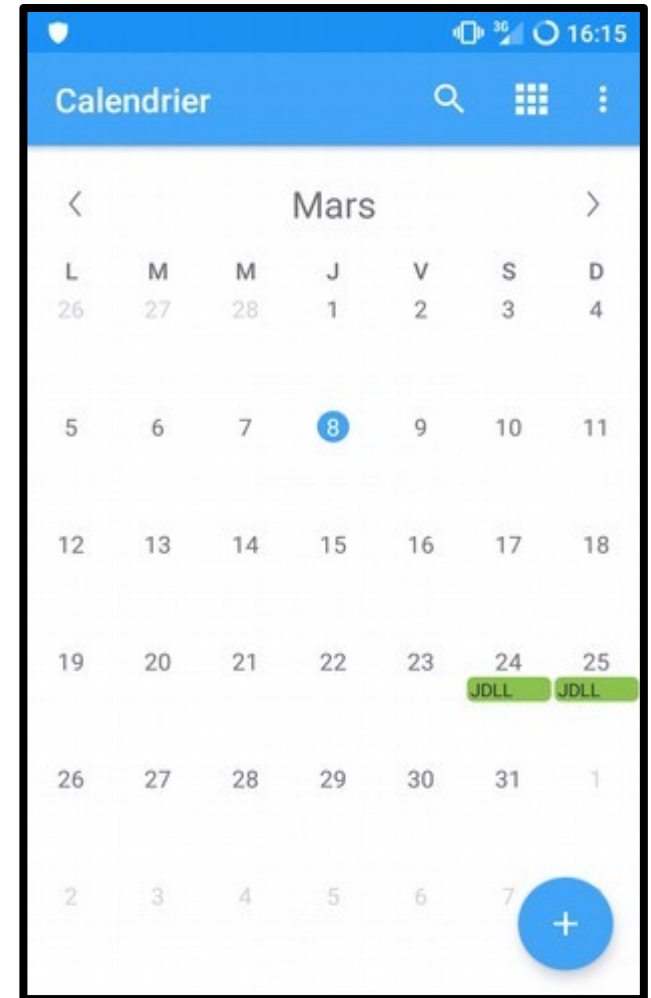 3G 16:15
Calendrier
Mars
L M M J V S D
26 27 28 1 2 3 4
5 6 7 8 9 10 11
12 13 14 15 16 17 18
19 20 21 22 23 24 25
JDLL JDLL
26 27 28 29 30 31 1
2 3 4 5 6 7
+